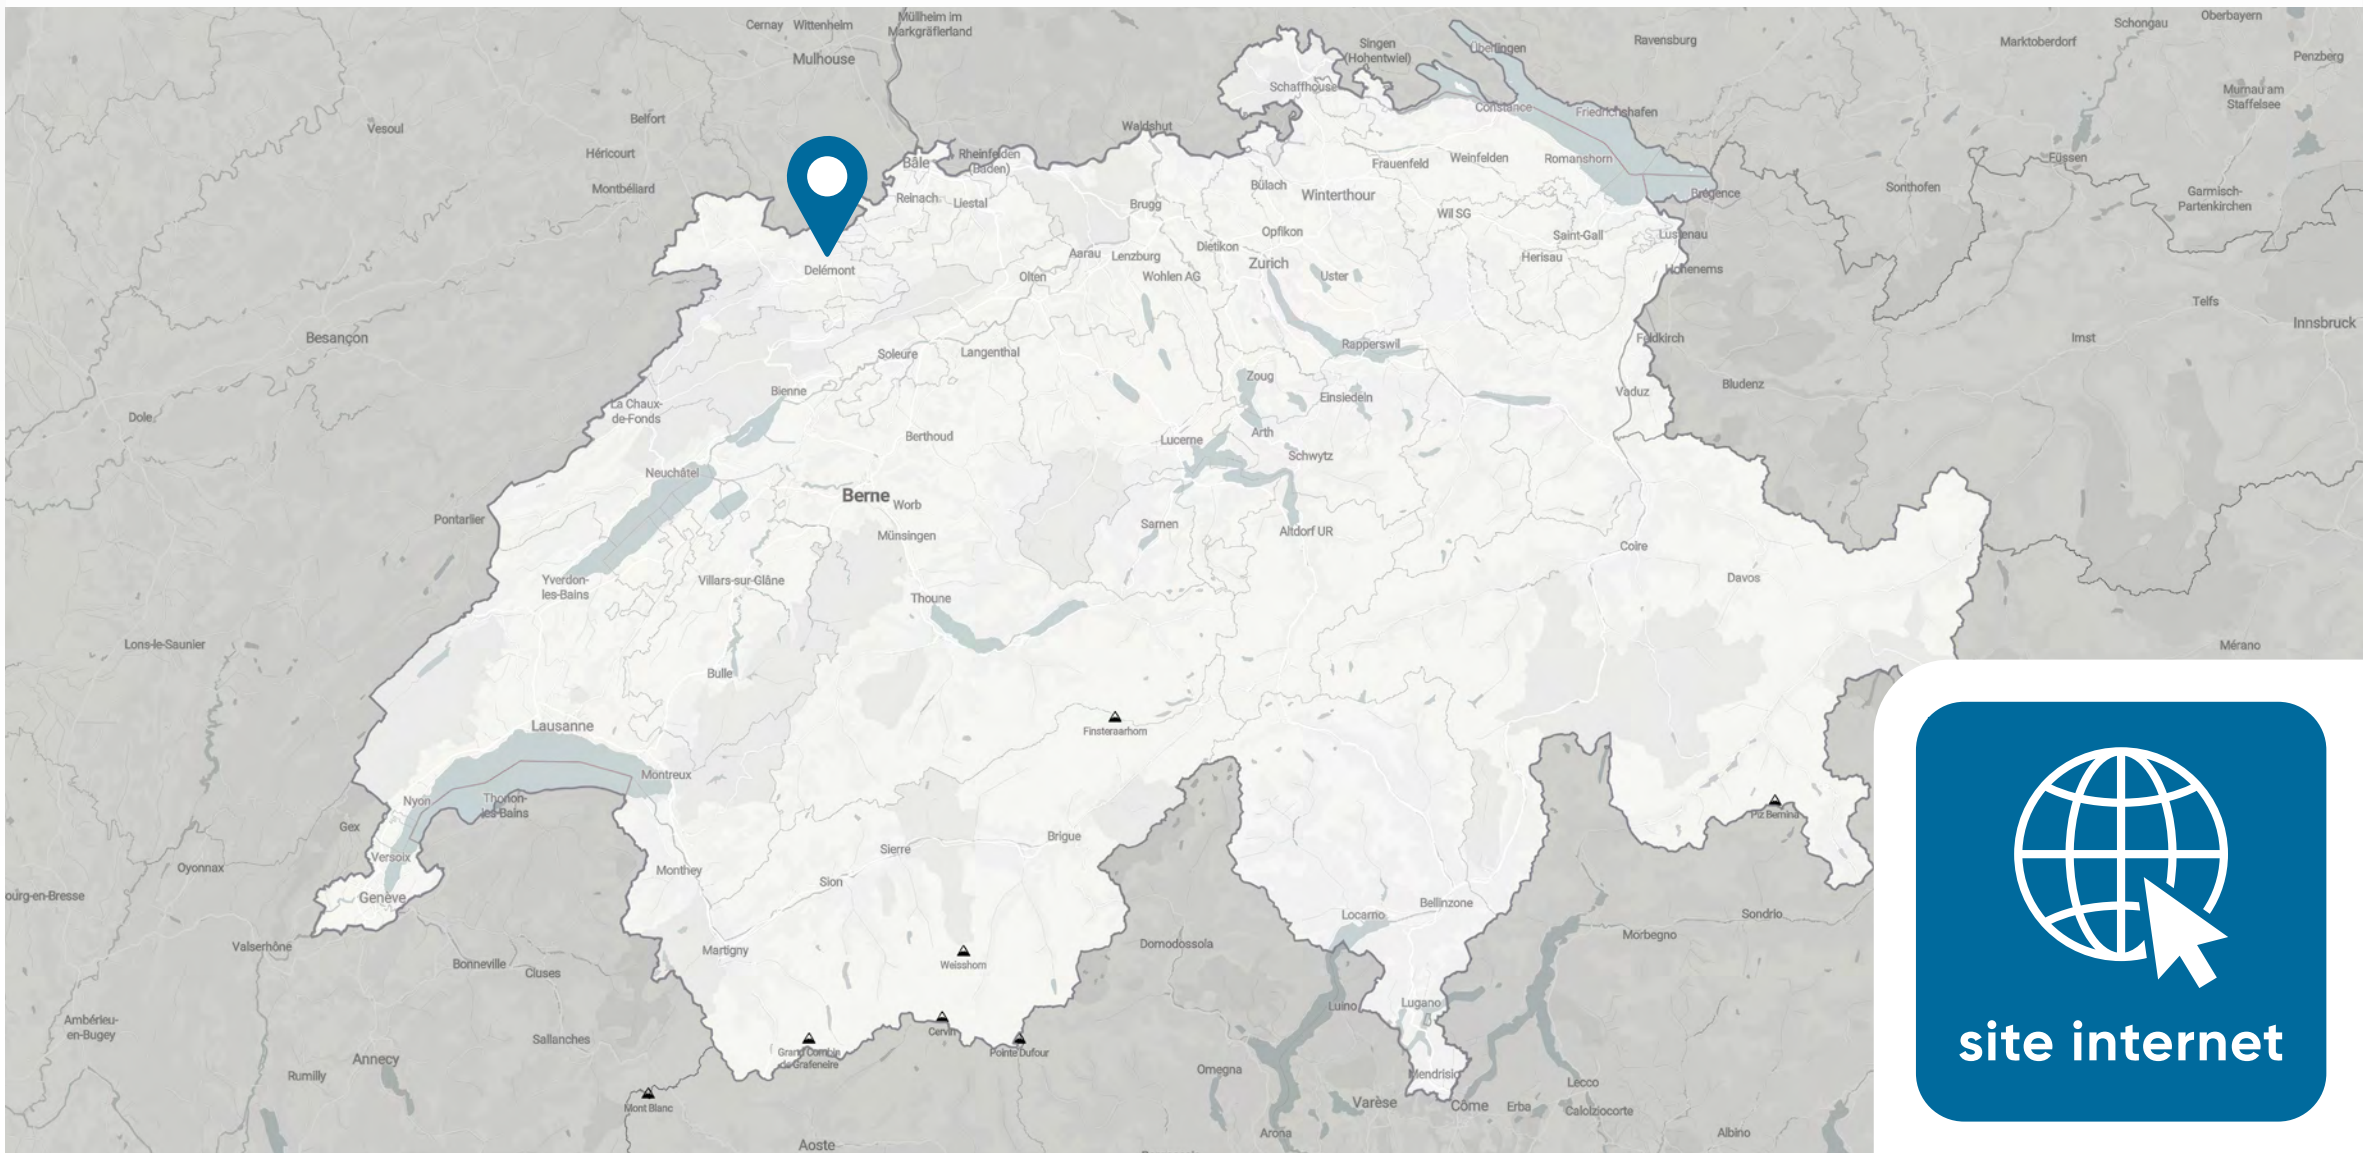 Cernay
Wittenheim
Müllheim im
Markgräflerland
Mulhouse
Singen
(Hohentwiel)
Überlingen
Ravensburg
Marktoberdorf
Schongau
Oberbayern
Penzberg
Murnau am
Staffelsee
Schaffhouse
Constance
Friedrichshafen
Vesoul
Belfort
Héricourt
Montbéliard
Waldshut
Bâle
Rheinfelden
(Baden)
Frauenfeld
Weinfelden
Romanshorn
Füssen
Sonthofen
Garmisch-
Partenkirchen
Brégence
Reinach
Liestal
Brugg
Bülach
Winterthour
Wil SG
Saint-Gall
Lustenau
Opfikon
Dietikon
Zurich
Herisau
Hohenems
Delémont
Aarau
Lenzburg
Olten
Wohlen AG
Uster
Telfs
Innsbruck
Imst
Besançon
Soleure
Langenthal
Rapperswil
Feldkirch
Bludenz
Vaduz
Zoug
Einsiedeln
Bienne
La Chaux-
de-Fonds
Dole
Berthoud
Lucerne
Arth
Schwytz
Neuchâtel
Berne
Worb
Münsingen
Sarnen
Altdorf UR
Pontarlier
Coire
Davos
Yverdon-
les-Bains
Villars-sur-Glâne
Thoune
Lons-le-Saunier
Mérano
Bulle
Lausanne
Finsteraarhorn
Montreux
Nyon
Thonon-
les-Bains
Gex
Versoix
Piz Bernina
Brigue
Sierre
Monthey
Sion
Oyonnax
ourg-en-Bresse
Genève
Bellinzone
Locarno
Sondrio
Morbegno
Domodossola
Valserhône
Bonneville
Cluses
Martigny
Weisshorn
Luino
Lugano
Ambérieu-
en-Bugey
Sallanches
Annecy
Rumilly
Grand Combin
de Grafeneire
Cervin
Pointe Dufour
Mont Blanc
Omegna
Mendrisio
Varèse
Côme
Erba
Lecco
Calolziocorte
Arona
Albino
Aoste
site internet